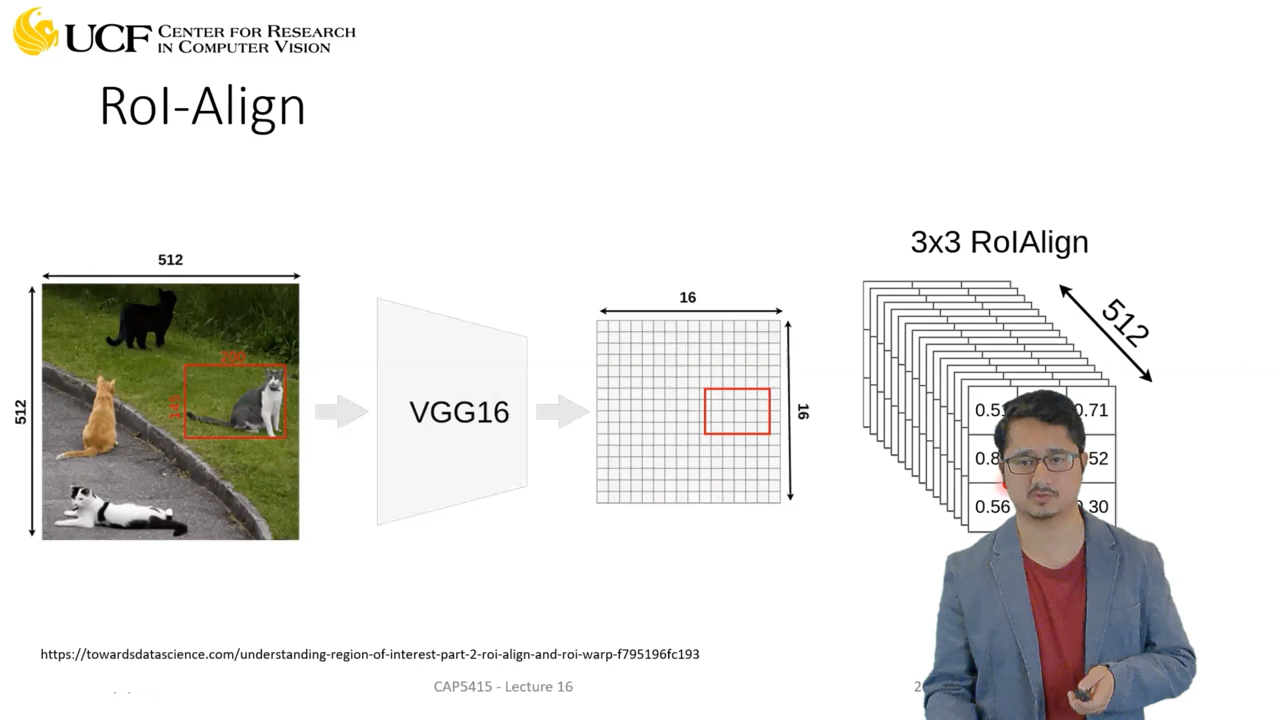 UCF CENTER FOR RESEARCH
IN COMPUTER VISION
RoI-Align
3x3 RoIAlign
512
512
512
200
145
VGG16
16
16
0.51
0.71
0.8
52
0.56
0.30
https://towardsdatascience.com/understanding-region-of-interest-part-2-roi-align-and-roi-warp-f795196fc193
CAP5415 - Lecture 16